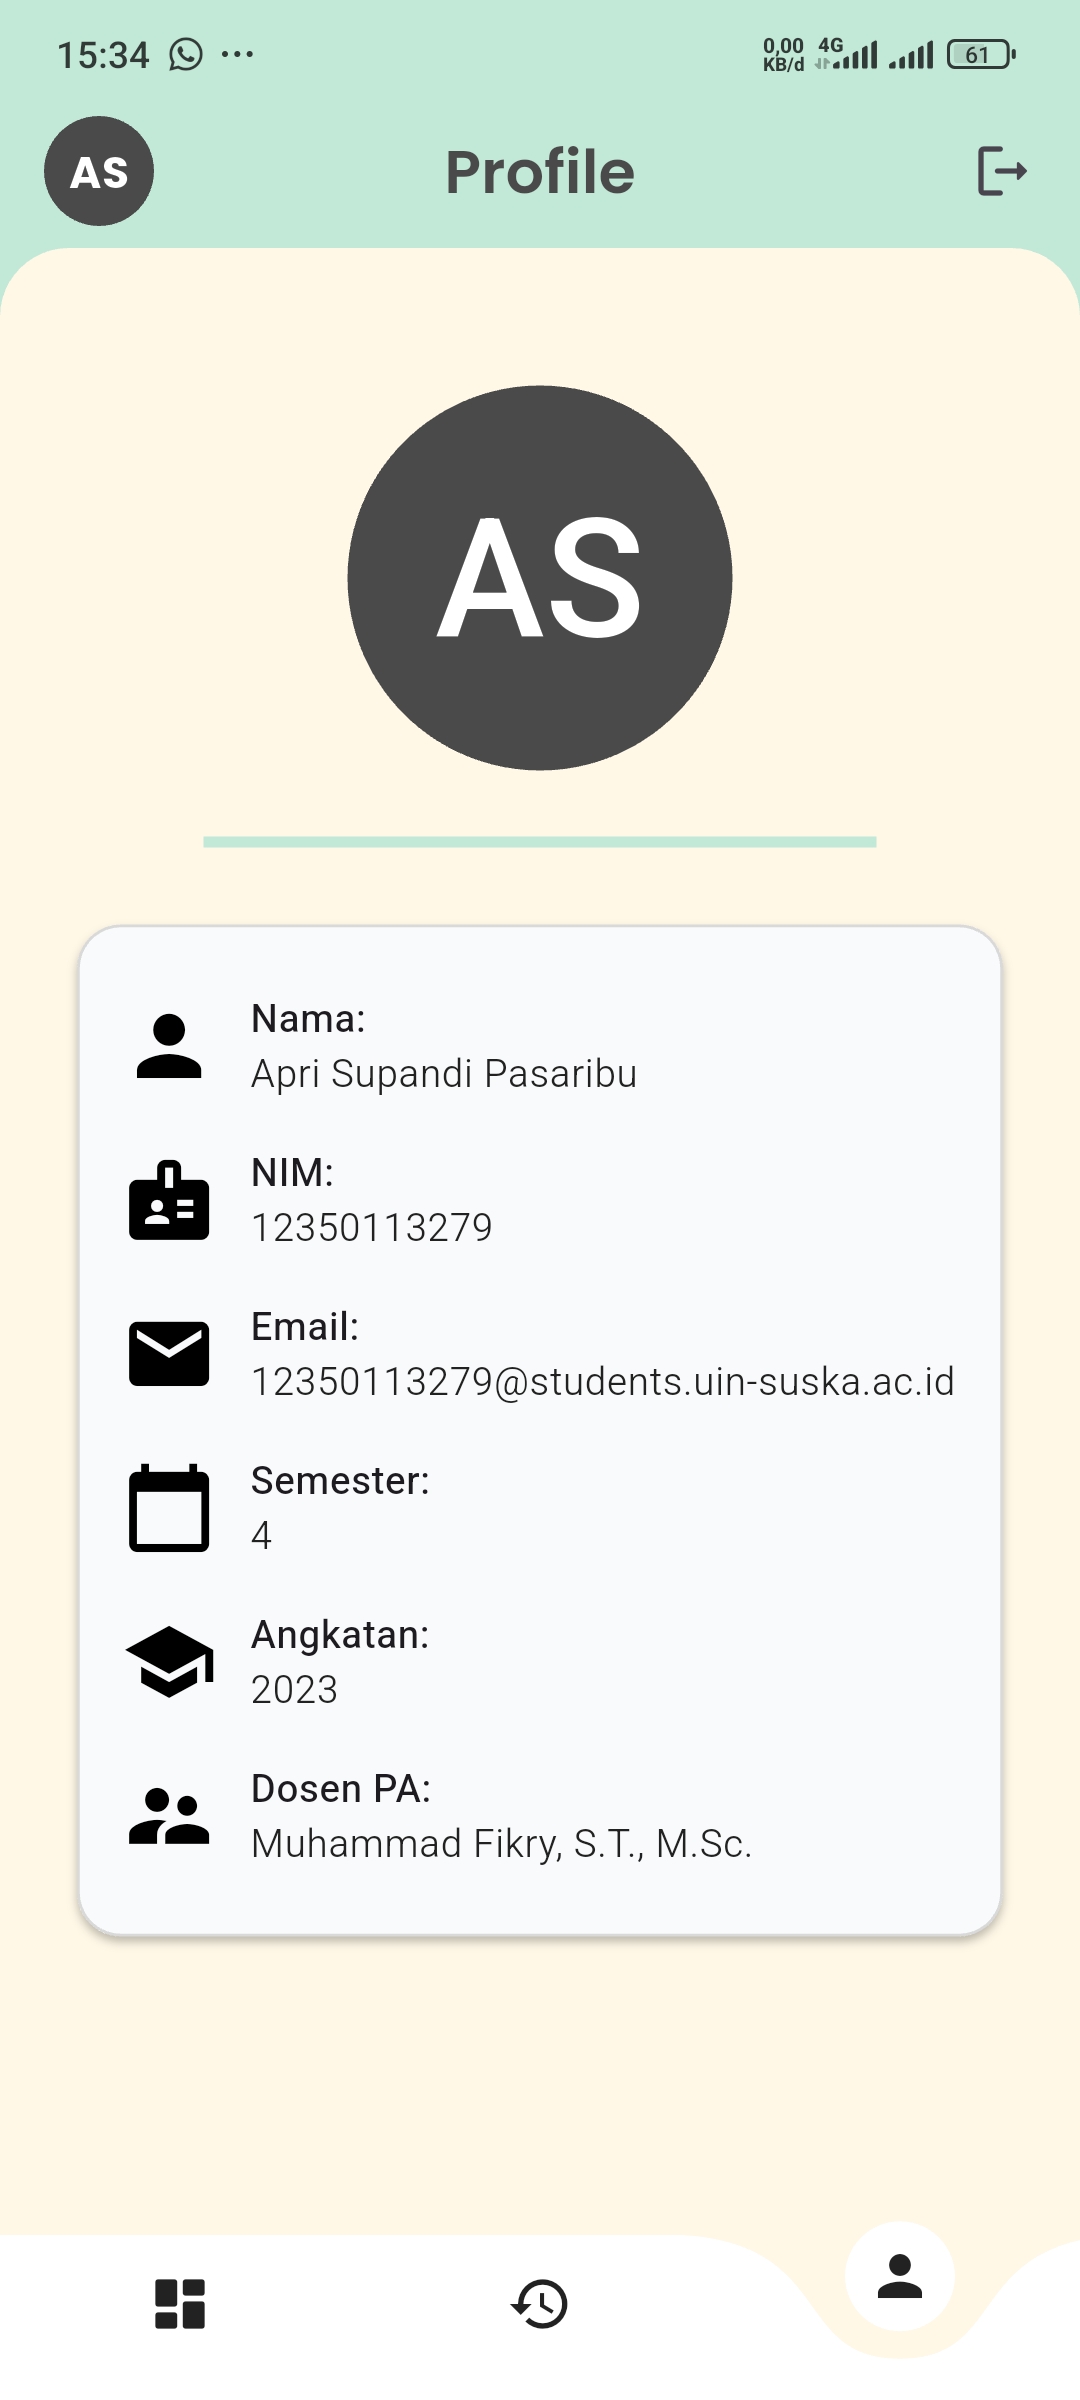 15:34 ... 0,00 KB/d 4G 61
AS Profile
AS
Nama:
Apri Supandi Pasaribu
NIM:
12350113279
Email:
12350113279@students.uin-suska.ac.id
Semester:
4
Angkatan:
2023
Dosen PA:
Muhammad Fikry, S.T., M.Sc.